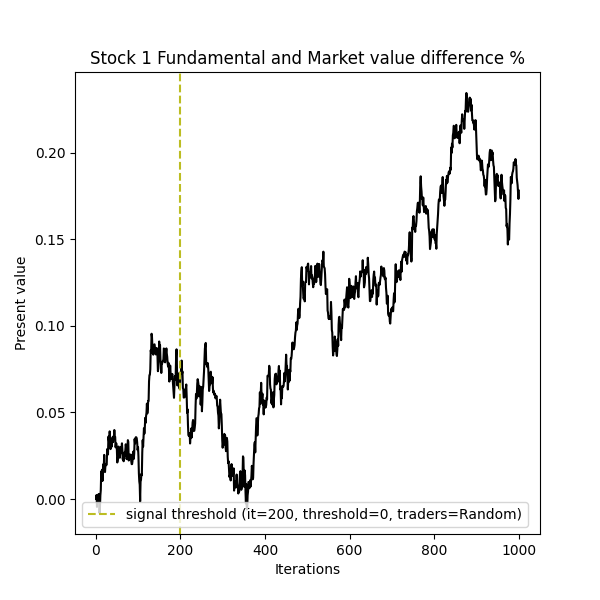 Stock 1 Fundamental and Market value difference %
Present value
0.20
0.15
0.10
0.05
0.00
signal threshold (it=200, threshold=0, traders=Random)
0 200 400 600 800 1000
Iterations